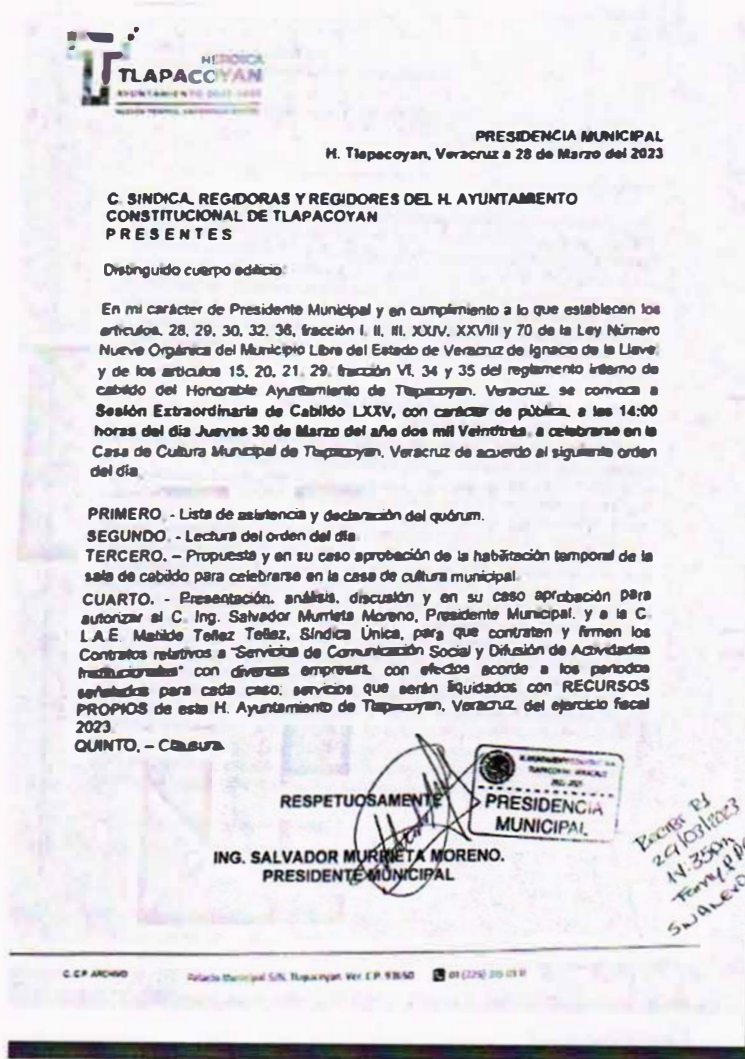 HEROICA
TLAPACOYAN
AYUNTAMIENTO 2022-2025
PRESIDENCIA MUNICIPAL
H. Tlapacoyan, Veracruz a 28 de Marzo del 2023
C. SINDICA, REGIDORAS Y REGIDORES DEL H. AYUNTAMIENTO
CONSTITUCIONAL DE TLAPACOYAN
P R E S E N T E S
Distinguido cuerpo edilicio:
En mi carácter de Presidente Municipal y en cumplimiento a lo que establecen los
artículos. 28, 29, 30, 32, 36, fracción I, II, III, XXIV, XXVIII y 70 de la Ley Número
Nueve Orgánica del Municipio Libre del Estado de Veracruz de Ignacio de la Llave;
y de los artículos 15, 20, 21, 29, fracción VI, 34 y 35 del reglamento interno de
cabildo del Honorable Ayuntamiento de Tlapacoyan, Veracruz, se convoca a
Sesión Extraordinaria de Cabildo LXXV, con carácter de pública, a las 14:00
horas del día Jueves 30 de Marzo del año dos mil Veintitrés, a celebrarse en la
Casa de Cultura Municipal de Tlapacoyan, Veracruz de acuerdo al siguiente orden
del día.
PRIMERO. - Lista de asistencia y declaración del quórum.
SEGUNDO. - Lectura del orden del día.
TERCERO. – Propuesta y en su caso aprobación de la habilitación temporal de la
sala de cabildo para celebrarse en la casa de cultura municipal.
CUARTO. - Presentación, análisis, discusión y en su caso aprobación para
autorizar al C. Ing. Salvador Murrieta Moreno, Presidente Municipal, y a la C.
L.A.E. Matilde Tellez Tellez, Síndica Única, para que contraten y firmen los
Contratos relativos a "Servicios de Comunicación Social y Difusión de Actividades
Institucionales" con diversas empresas, con efectos acorde a los periodos
señalados para cada caso; servicios que serán liquidados con RECURSOS
PROPIOS de este H. Ayuntamiento de Tlapacoyan, Veracruz, del ejercicio fiscal
2023.
QUINTO. – Clausura.
RESPETUOSAMENTE
PRESIDENCIA
MUNICIPAL
ING. SALVADOR MURRIETA MORENO.
PRESIDENTE MUNICIPAL
29/03/2023
C.C.P ARCHIVO
Palacio Municipal S/N, Tlapacoyan, Ver. C.P. 93650